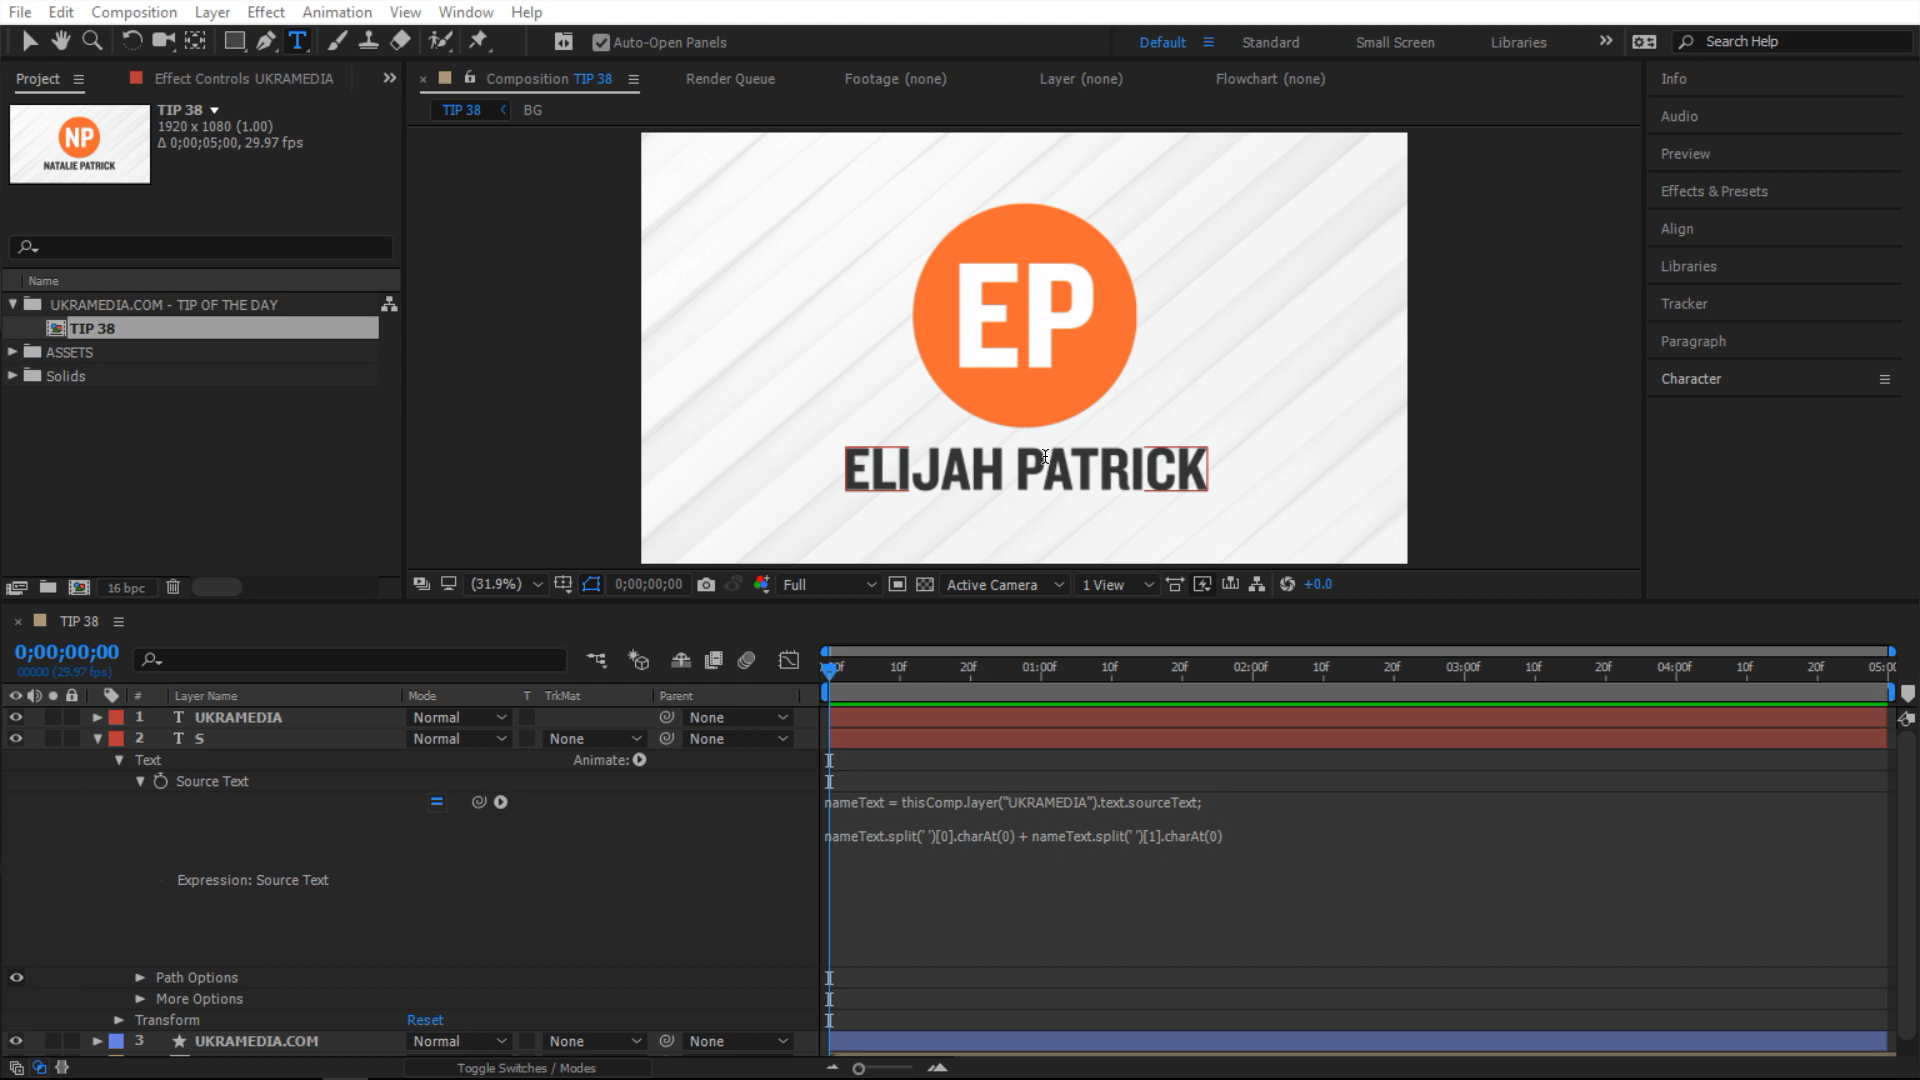 File Edit Composition Layer Effect Animation View Window Help
T Auto-Open Panels Default Standard Small Screen Libraries Search Help
Project Effect Controls UKRAMEDIA
Composition TIP 38 Render Queue Footage (none) Layer (none) Flowchart (none)
TIP 38 BG
NP
NATALIE PATRICK
TIP 38
1920 x 1080 (1.00)
Δ 0;00;05;00, 29.97 fps
Name
UKRAMEDIA.COM - TIP OF THE DAY
TIP 38
ASSETS
Solids
16 bpc
EP
ELIJAH PATRICK
(31.9%) 0;00;00;00 Full Active Camera 1 View +0.0
Info
Audio
Preview
Effects & Presets
Align
Libraries
Tracker
Paragraph
Character
TIP 38
0;00;00;00
00000 (29.97 fps)
10f 20f 01:00f 10f 20f 02:00f 10f 20f 03:00f 10f 20f 04:00f 10f 20f
# Layer Name Mode T TrkMat Parent
1 T UKRAMEDIA Normal None
2 T S Normal None None
Text Animate:
Source Text
nameText = thisComp.layer("UKRAMEDIA").text.sourceText;
nameText.split(' ')[0].charAt(0) + nameText.split(' ')[1].charAt(0)
Expression: Source Text
Path Options
More Options
Transform Reset
3 UKRAMEDIA.COM Normal None None
Toggle Switches / Modes